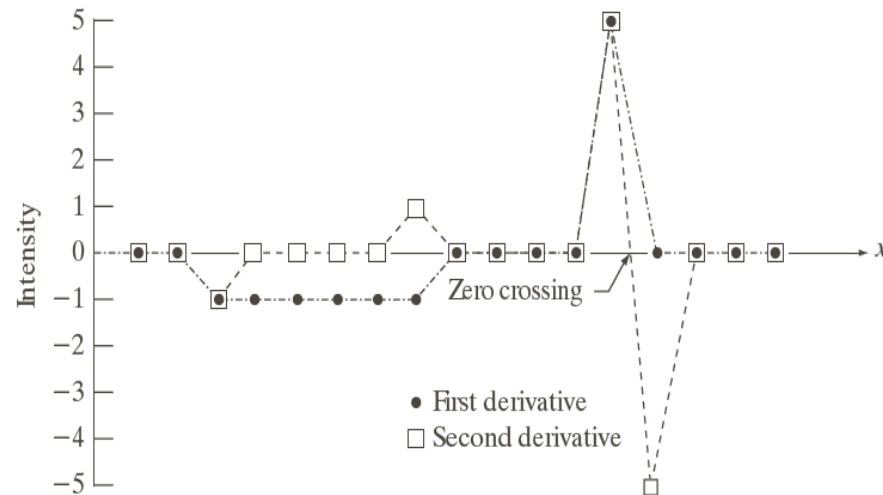 5
4
3
2
1
0
−1
−2
−3
−4
−5
Intensity
x
Zero crossing
First derivative
Second derivative